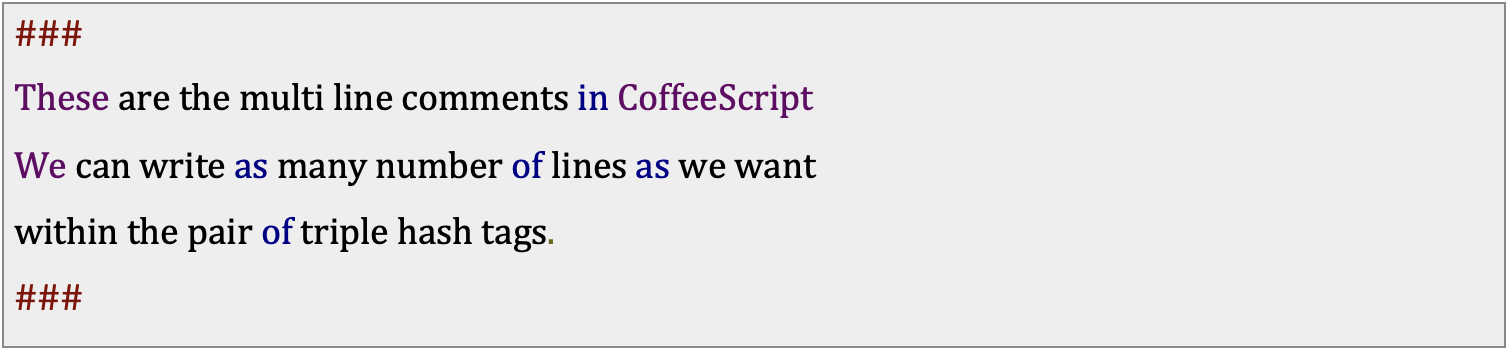 ###
These are the multi line comments in CoffeeScript
We can write as many number of lines as we want
within the pair of triple hash tags.
###